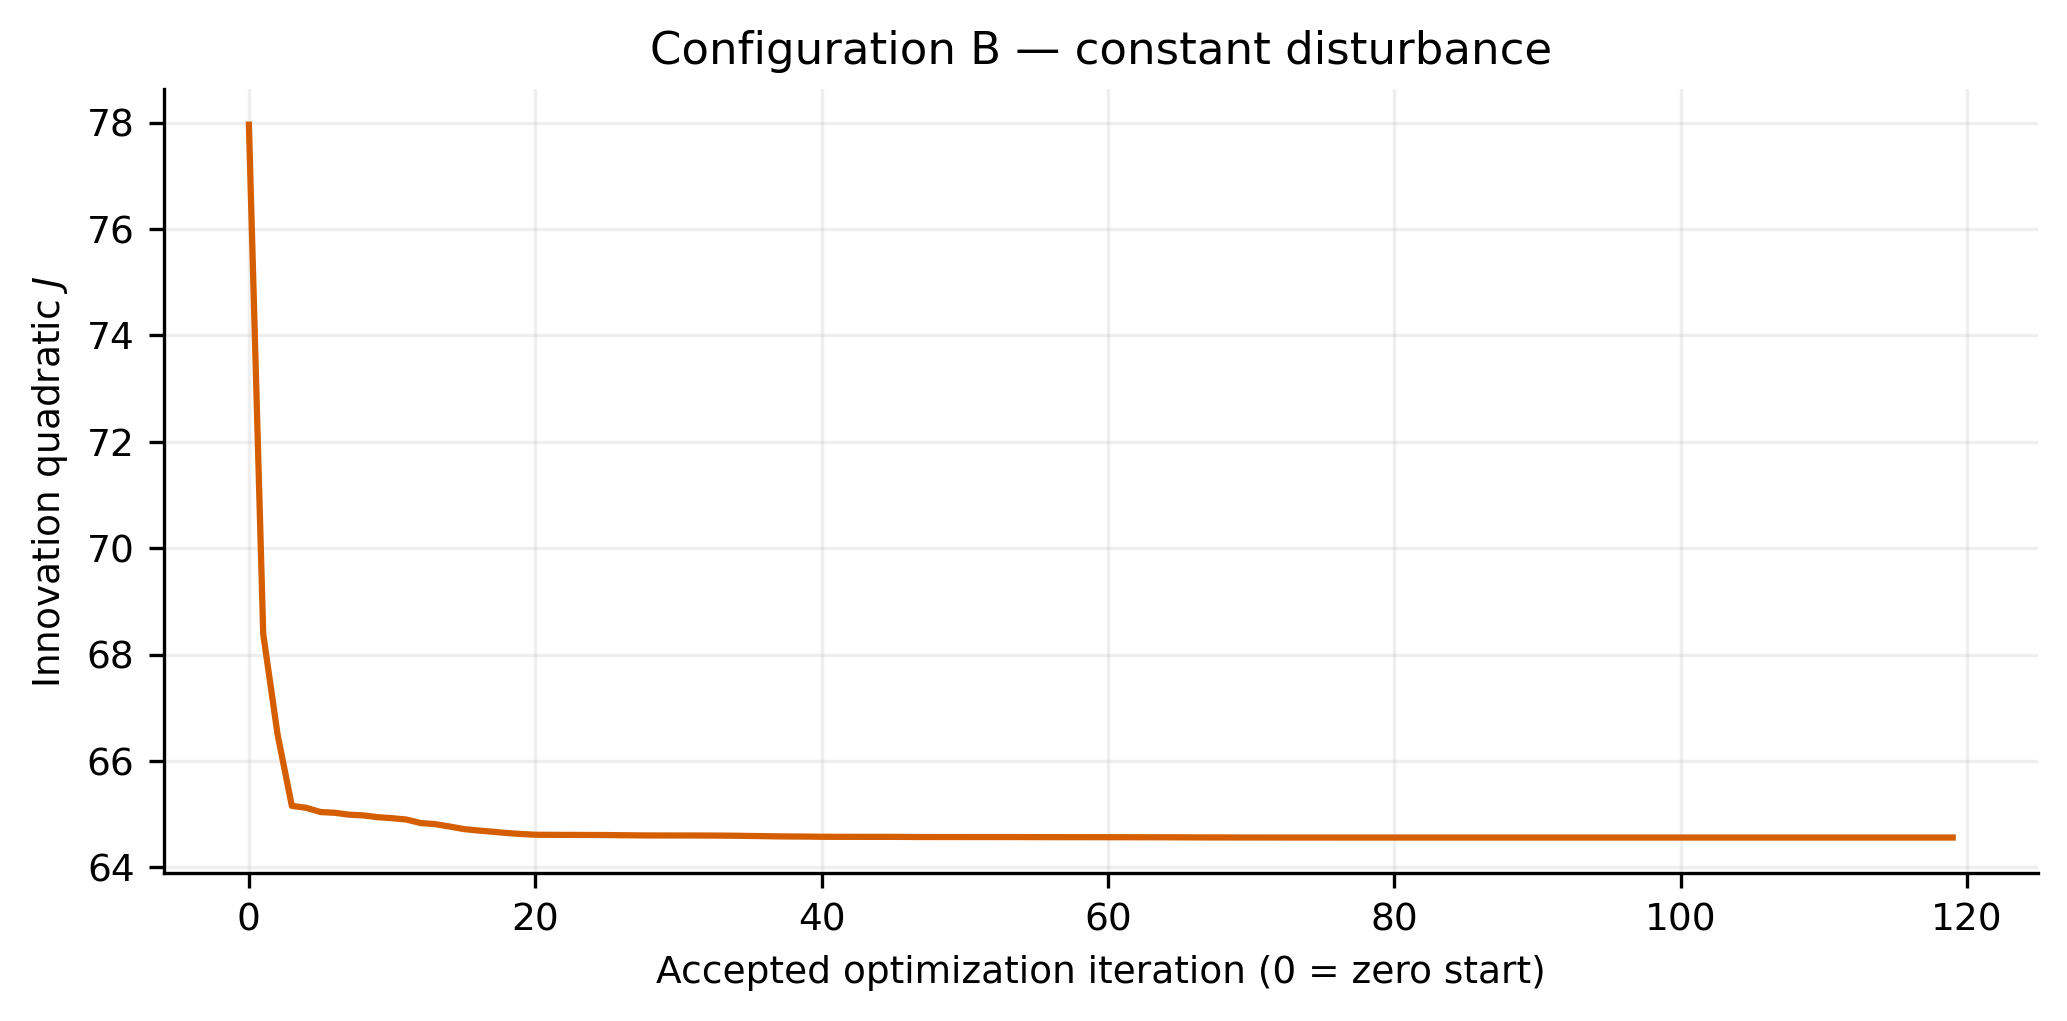 Configuration B — constant disturbance
Innovation quadratic J
78
76
74
72
70
68
66
64
0 20 40 60 80 100 120
Accepted optimization iteration (0 = zero start)